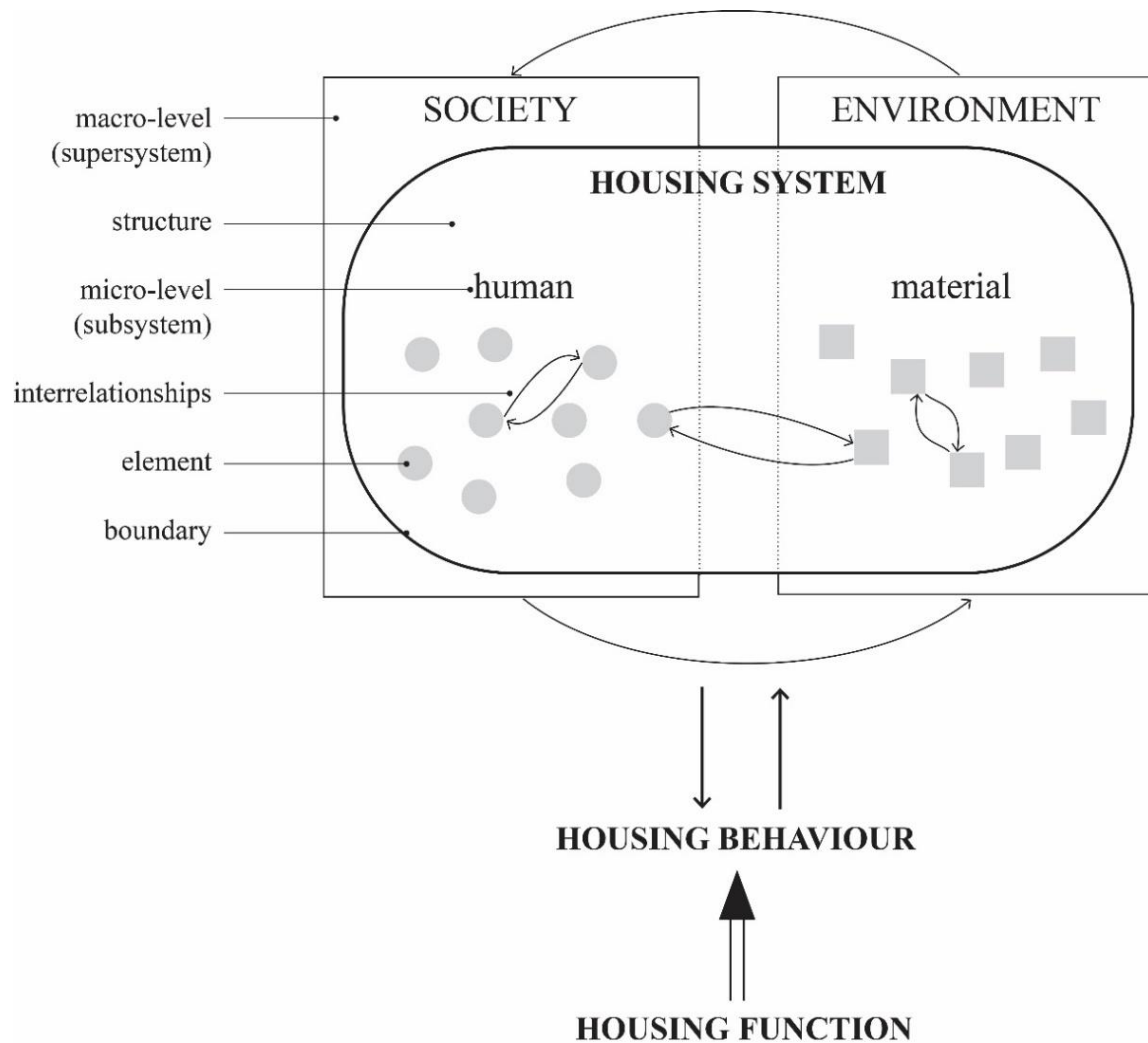 SOCIETY
ENVIRONMENT
macro-level
(supersystem)
HOUSING SYSTEM
structure
micro-level
(subsystem)
human
material
interrelationships
element
boundary
HOUSING BEHAVIOUR
HOUSING FUNCTION